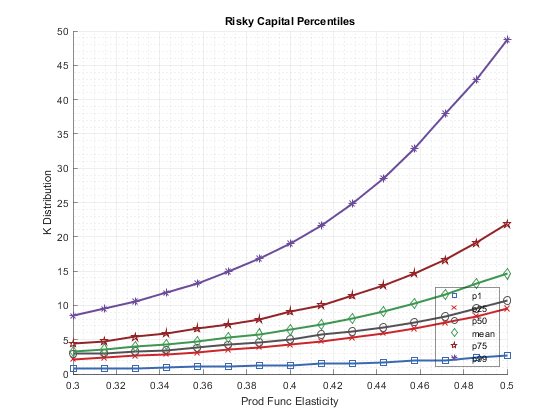 Risky Capital Percentiles
K Distribution
50
45
40
35
30
25
20
15
10
5
0
0.3 0.32 0.34 0.36 0.38 0.4 0.42 0.44 0.46 0.48 0.5
Prod Func Elasticity
p1
p25
p50
mean
p75
p99